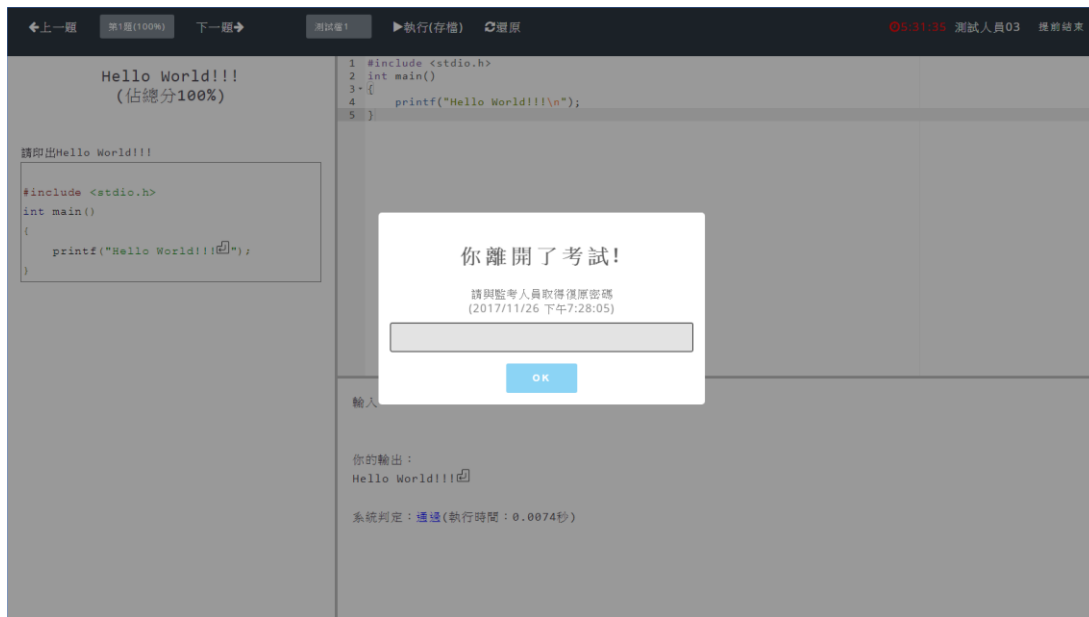 上一題 第1題(100%) 下一題 測試檔1 執行(存檔) 還原 5:31:35 測試人員03 提前結束
Hello World!!!
(佔總分100%)
請印出Hello World!!!
#include <stdio.h>
int main()
{
printf("Hello World!!!");
}
1 #include <stdio.h>
2 int main()
3 {
4 printf("Hello World!!!\n");
5 }
你離開了考試!
請與監考人員取得復原密碼
(2017/11/26 下午7:28:05)
OK
輸入
你的輸出：
Hello World!!!
系統判定：通過(執行時間：0.0074秒)